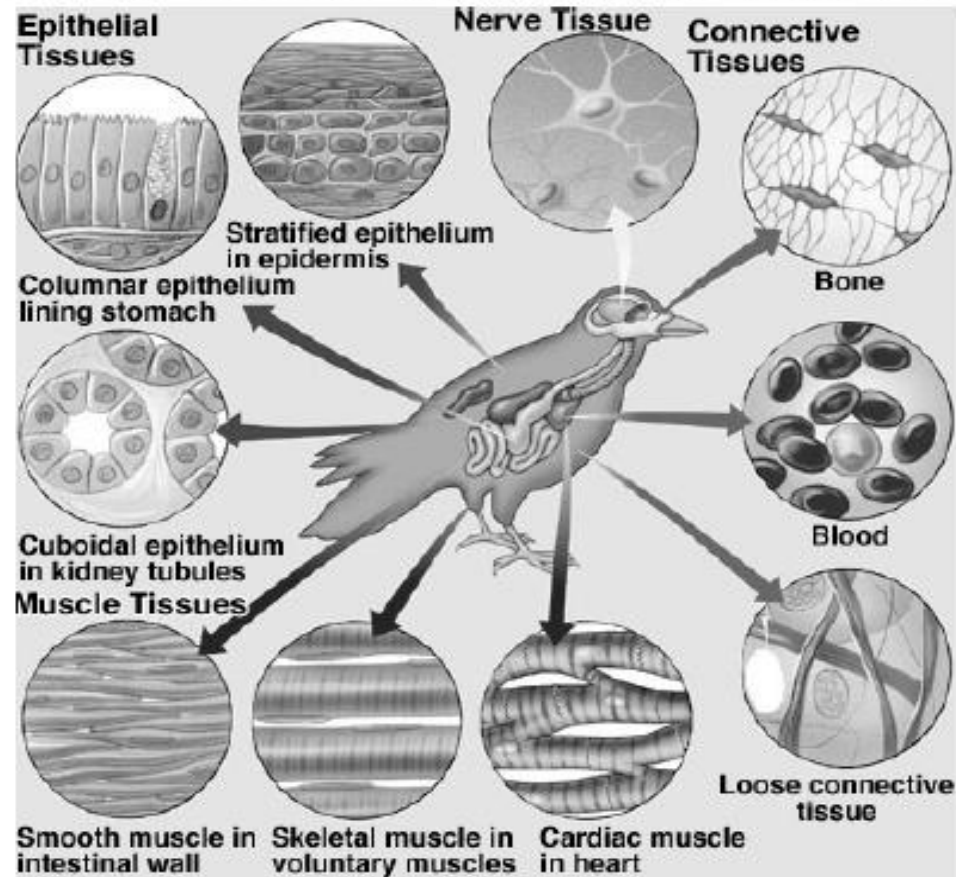 Epithelial
Tissues
Nerve Tissue
Connective
Tissues
Stratified epithelium
in epidermis
Columnar epithelium
lining stomach
Bone
Cuboidal epithelium
in kidney tubules
Blood
Muscle Tissues
Smooth muscle in
intestinal wall
Skeletal muscle in
voluntary muscles
Cardiac muscle
in heart
Loose connective
tissue